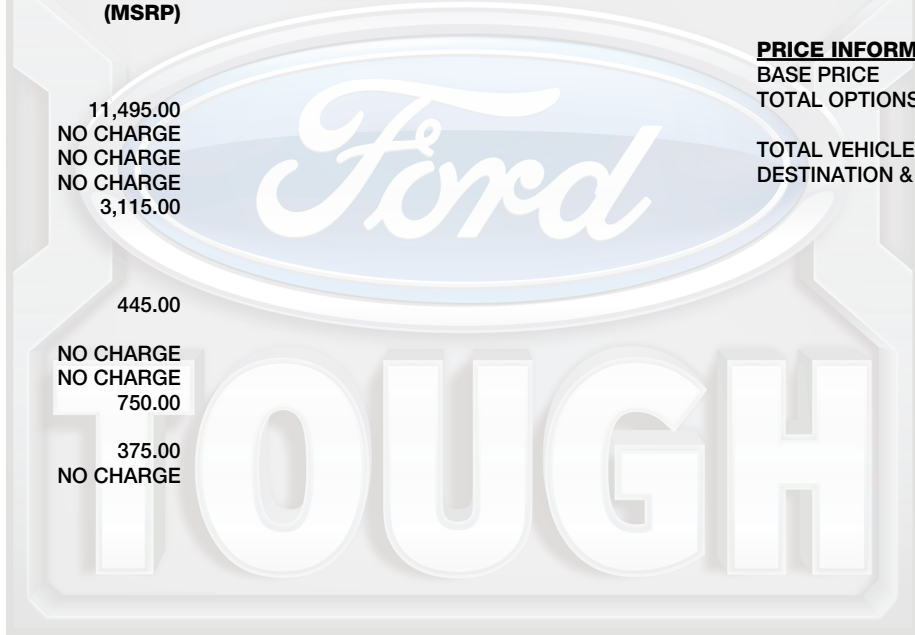 (MSRP)
11,495.00
NO CHARGE
NO CHARGE
NO CHARGE
3,115.00
445.00
NO CHARGE
NO CHARGE
750.00
375.00
NO CHARGE
PRICE INFORM
BASE PRICE
TOTAL OPTIONS
TOTAL VEHICLE
DESTINATION &
Ford
TOUGH